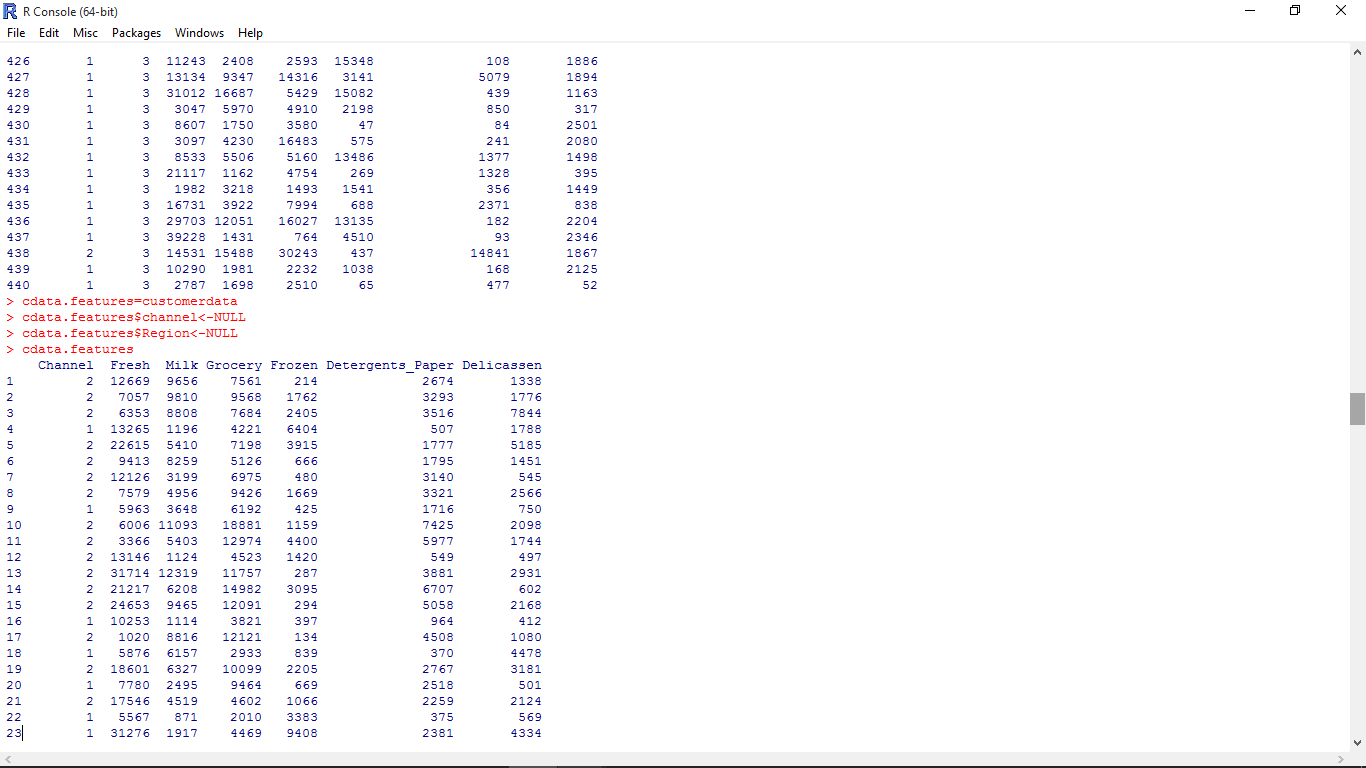 R Console (64-bit)
File Edit Misc Packages Windows Help
426 1 3 11243 2408 2593 15348 108 1886
427 1 3 13134 9347 14316 3141 5079 1894
428 1 3 31012 16687 5429 15082 439 1163
429 1 3 3047 5970 4910 2198 850 317
430 1 3 8607 1750 3580 47 84 2501
431 1 3 3097 4230 16483 575 241 2080
432 1 3 8533 5506 5160 13486 1377 1498
433 1 3 21117 1162 4754 269 1328 395
434 1 3 1982 3218 1493 1541 356 1449
435 1 3 16731 3922 7994 688 2371 838
436 1 3 29703 12051 16027 13135 182 2204
437 1 3 39228 1431 764 4510 93 2346
438 2 3 14531 15488 30243 437 14841 1867
439 1 3 10290 1981 2232 1038 168 2125
440 1 3 2787 1698 2510 65 477 52
> cdata.features=customerdata
> cdata.features$channel<-NULL
> cdata.features$Region<-NULL
> cdata.features
Channel Fresh Milk Grocery Frozen Detergents_Paper Delicassen
1 2 12669 9656 7561 214 2674 1338
2 2 7057 9810 9568 1762 3293 1776
3 2 6353 8808 7684 2405 3516 7844
4 1 13265 1196 4221 6404 507 1788
5 2 22615 5410 7198 3915 1777 5185
6 2 9413 8259 5126 666 1795 1451
7 2 12126 3199 6975 480 3140 545
8 2 7579 4956 9426 1669 3321 2566
9 1 5963 3648 6192 425 1716 750
10 2 6006 11093 18881 1159 7425 2098
11 2 3366 5403 12974 4400 5977 1744
12 2 13146 1124 4523 1420 549 497
13 2 31714 12319 11757 287 3881 2931
14 2 21217 6208 14982 3095 6707 602
15 2 24653 9465 12091 294 5058 2168
16 1 10253 1114 3821 397 964 412
17 2 1020 8816 12121 134 4508 1080
18 1 5876 6157 2933 839 370 4478
19 2 18601 6327 10099 2205 2767 3181
20 1 7780 2495 9464 669 2518 501
21 2 17546 4519 4602 1066 2259 2124
22 1 5567 871 2010 3383 375 569
23 1 31276 1917 4469 9408 2381 4334